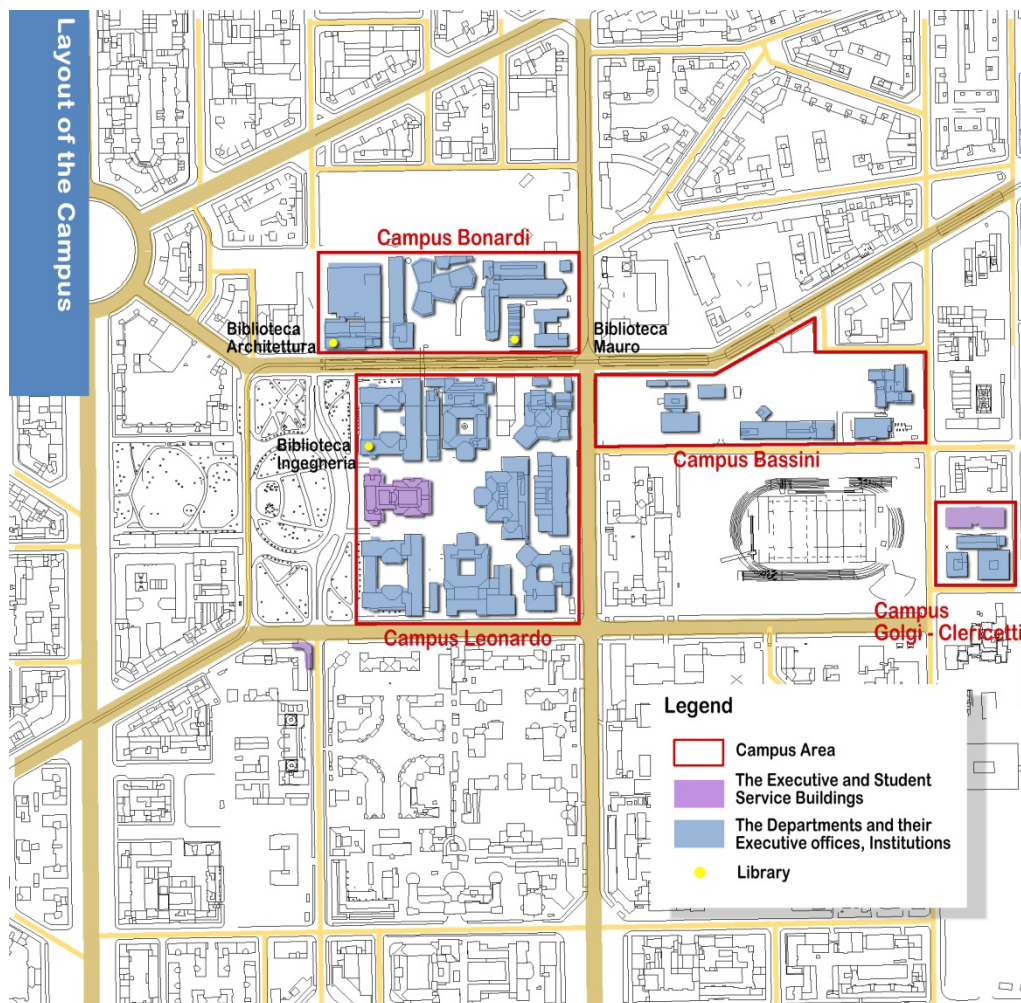 Layout of the Campus
Campus Bonardi
Biblioteca
Architettura
Biblioteca
Mauro
Biblioteca
Ingegneria
Campus Bassini
Campus Leonardo
Campus
Golgi - Clericetti
Legend
Campus Area
The Executive and Student
Service Buildings
The Departments and their
Executive offices, Institutions
Library